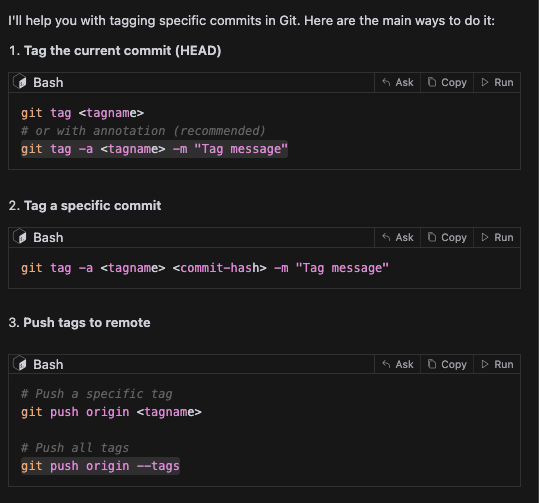 I'll help you with tagging specific commits in Git. Here are the main ways to do it:
1. Tag the current commit (HEAD)
Bash Ask Copy Run
git tag <tagname>
# or with annotation (recommended)
git tag -a <tagname> -m "Tag message"
2. Tag a specific commit
Bash Ask Copy Run
git tag -a <tagname> <commit-hash> -m "Tag message"
3. Push tags to remote
Bash Ask Copy Run
# Push a specific tag
git push origin <tagname>
# Push all tags
git push origin --tags